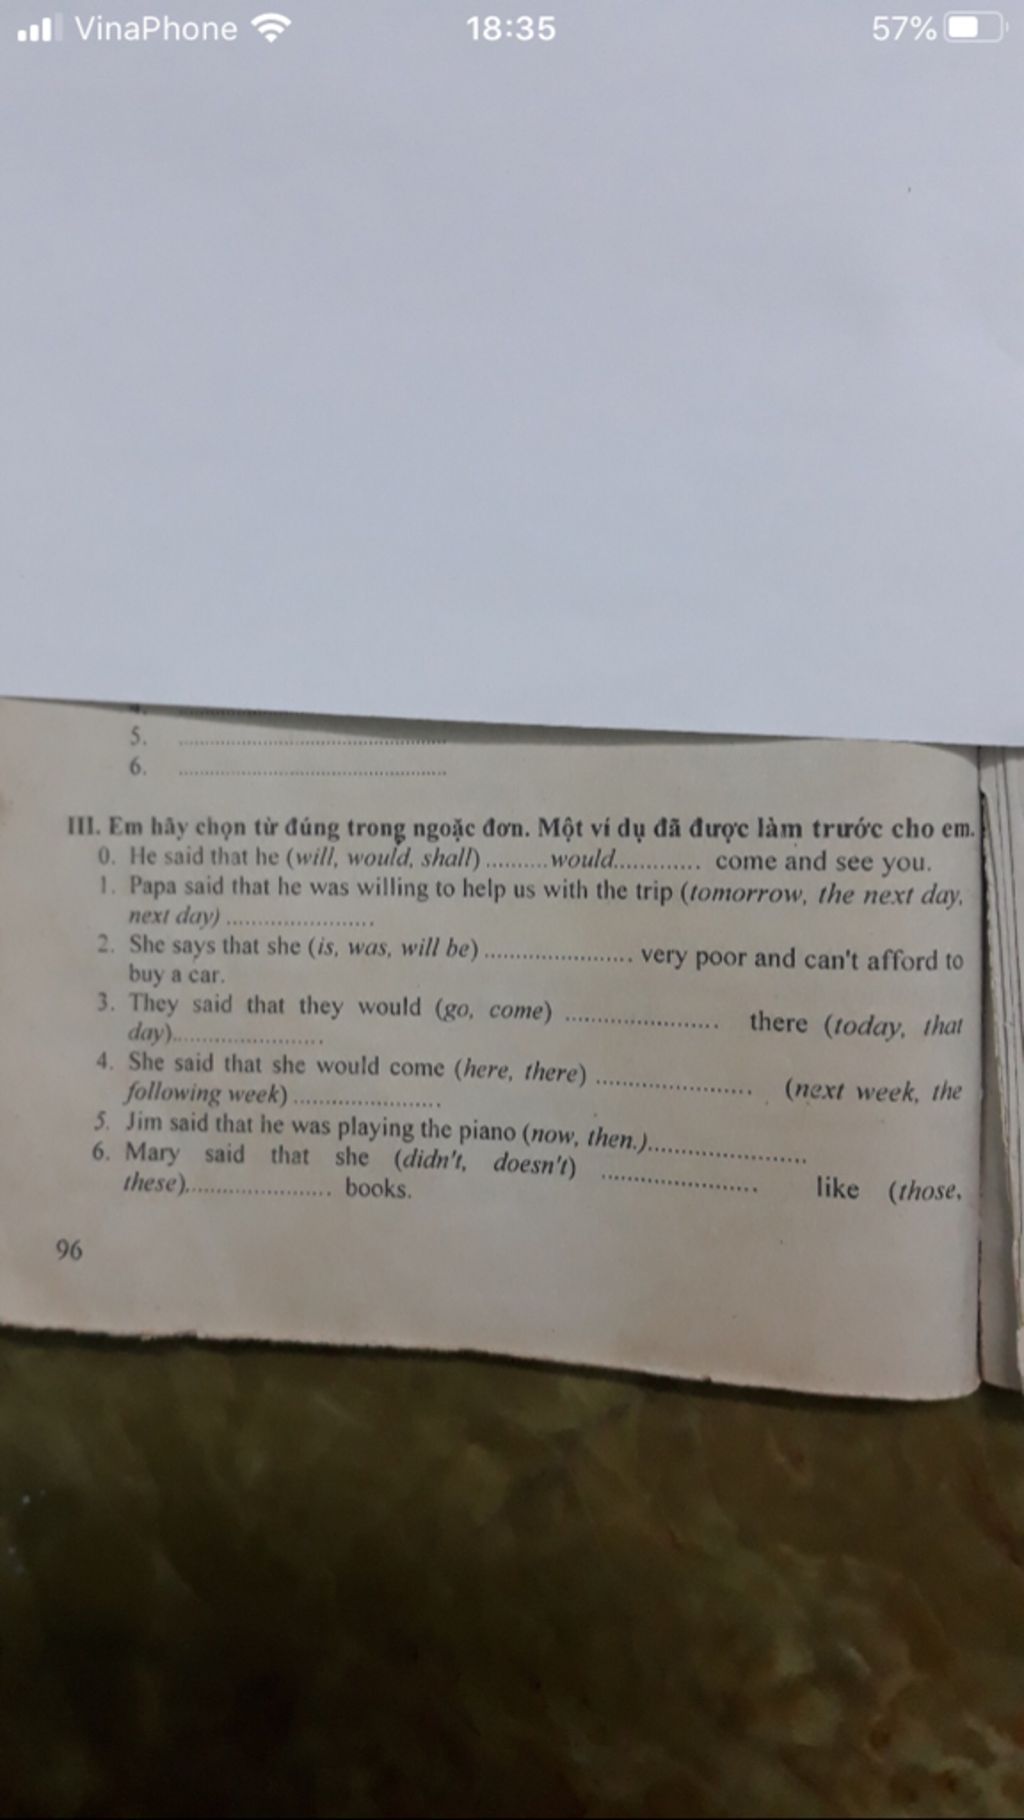 VinaPhone 18:35 57%
5. ..........................................
6. ..........................................
III. Em hãy chọn từ đúng trong ngoặc đơn. Một ví dụ đã được làm trước cho em.
0. He said that he (will, would, shall) .........would............. come and see you.
1. Papa said that he was willing to help us with the trip (tomorrow, the next day,
next day) ......................
2. She says that she (is, was, will be) ...................... very poor and can't afford to
buy a car.
3. They said that they would (go, come) ...................... there (today, that
day)......................
4. She said that she would come (here, there) ...................... (next week, the
following week) ......................
5. Jim said that he was playing the piano (now, then.)......................
6. Mary said that she (didn't, doesn't) ...................... like (those,
these)...................... books.
96